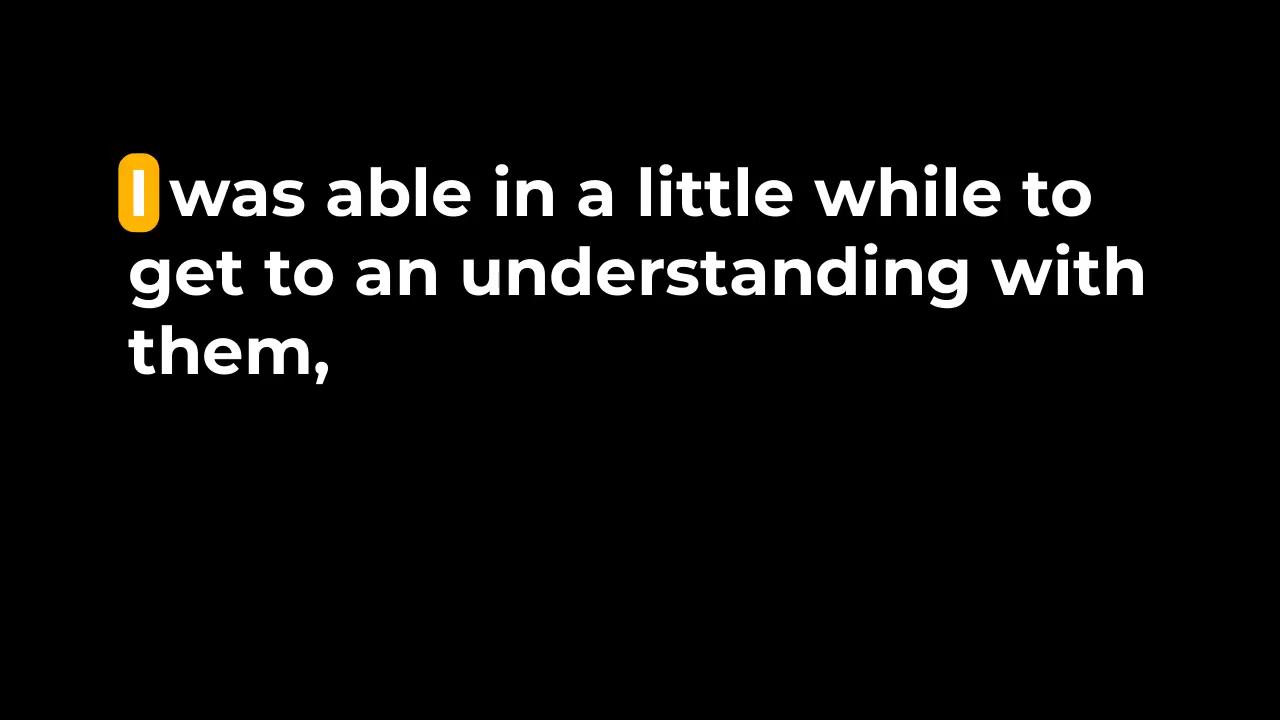 I was able in a little while to
get to an understanding with
them,